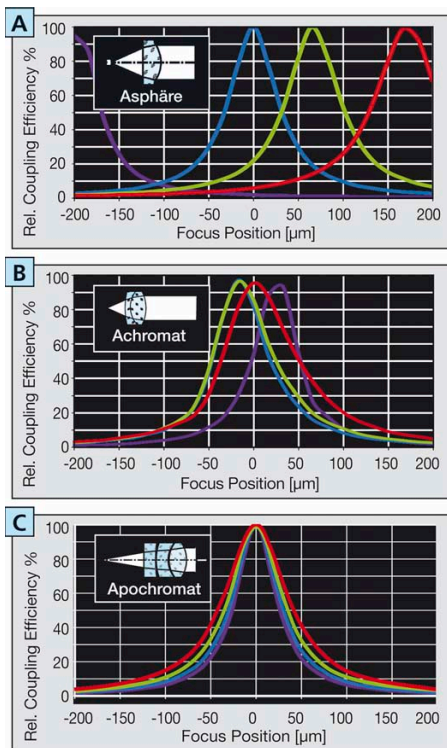 A
Rel. Coupling Efficiency %
100
80
60
40
20
0
Asphäre
-200 -150 -100 -50 0 50 100 150 200
Focus Position [µm]
B
Rel. Coupling Efficiency %
100
80
60
40
20
0
Achromat
-200 -150 -100 -50 0 50 100 150 200
Focus Position [µm]
C
Rel. Coupling Efficiency %
100
80
60
40
20
0
Apochromat
-200 -150 -100 -50 0 50 100 150 200
Focus Position [µm]